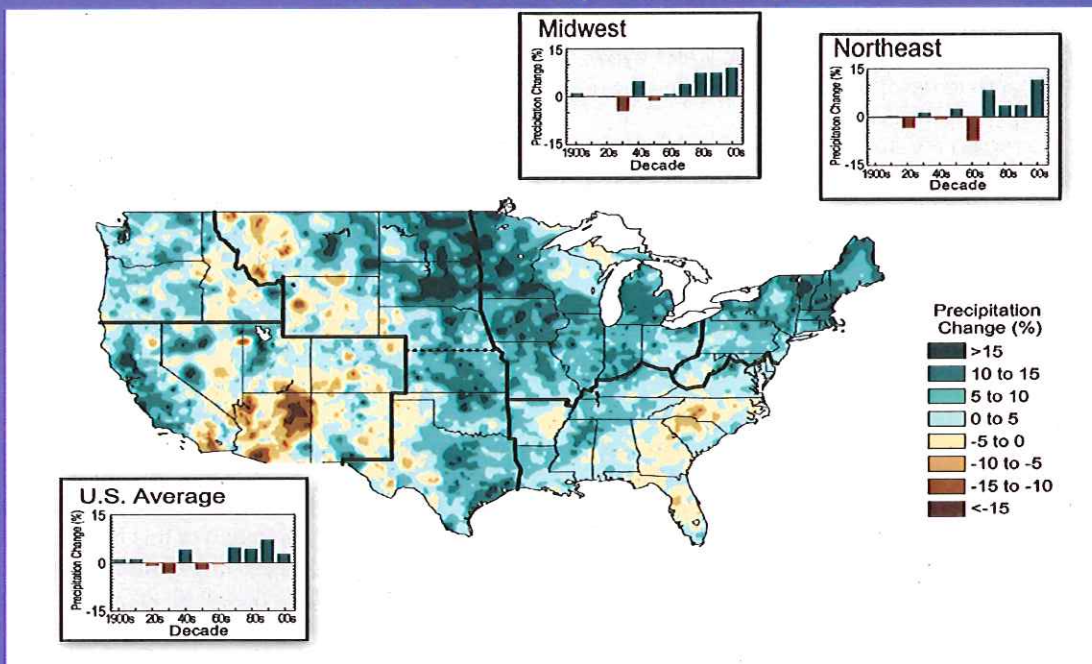 Midwest
15
0
-15
Precipitation Change (%)
1900s 20s 40s 60s 80s 00s
Decade
Northeast
15
0
-15
Precipitation Change (%)
1900s 20s 40s 60s 80s 00s
Decade
Precipitation
Change (%)
>15
10 to 15
5 to 10
0 to 5
-5 to 0
-10 to -5
-15 to -10
<-15
U.S. Average
15
0
-15
Precipitation Change (%)
1900s 20s 40s 60s 80s 00s
Decade